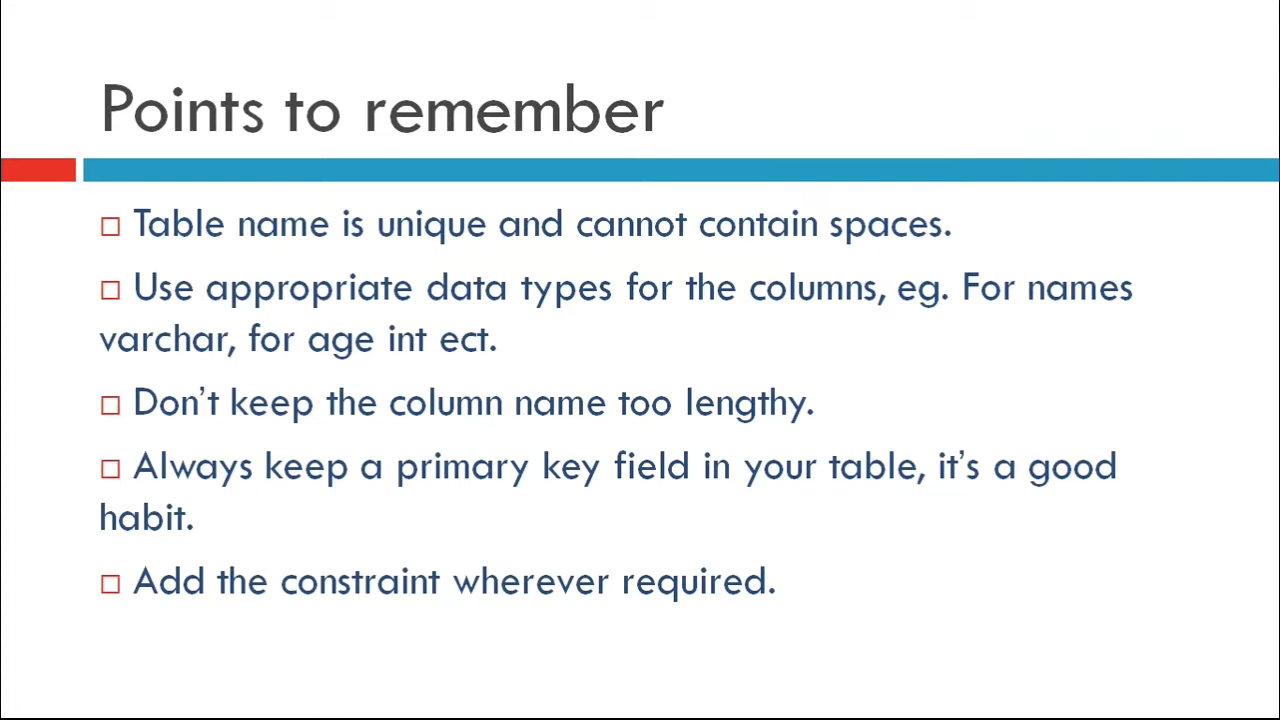 Points to remember
Table name is unique and cannot contain spaces.
Use appropriate data types for the columns, eg. For names
varchar, for age int ect.
Don't keep the column name too lengthy.
Always keep a primary key field in your table, it's a good
habit.
Add the constraint wherever required.